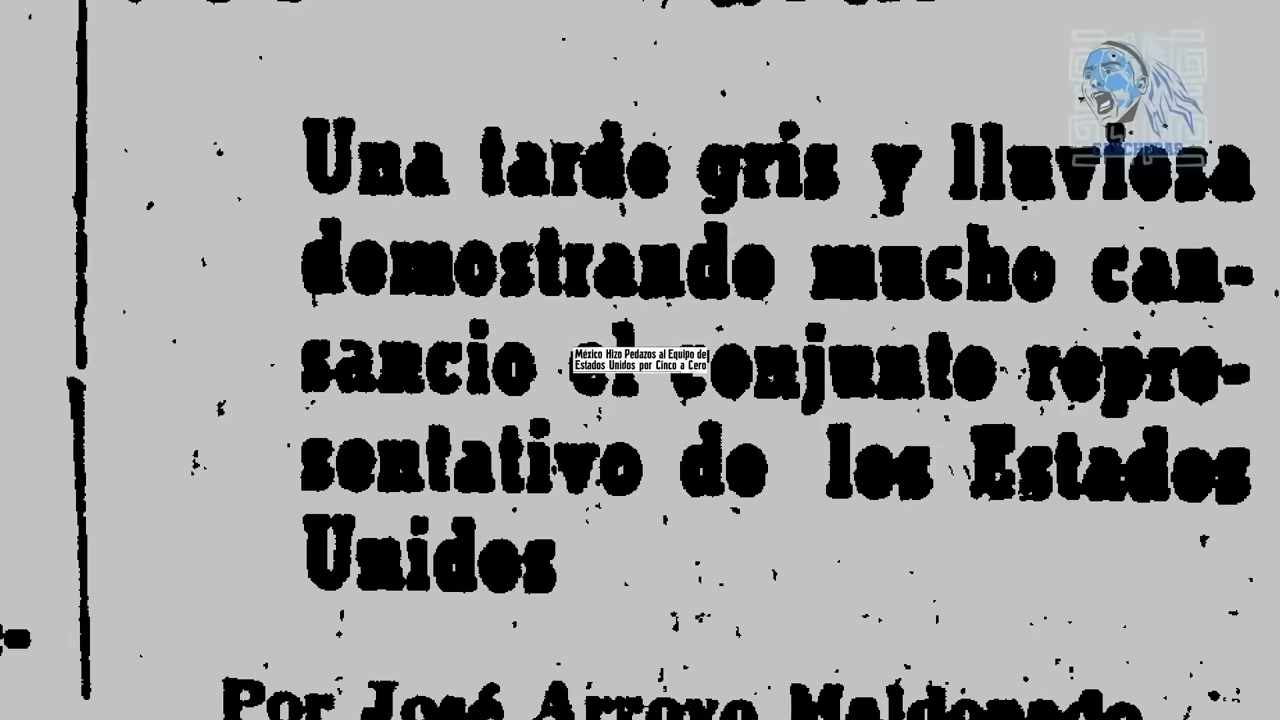 Una tarde gris y lluviosa
demostrando mucho can-
sancio el conjunto repre-
sentativo de los Estados
Unidos
México Hizo Pedazos al Equipo de
Estados Unidos por Cinco a Cero
Por José Arroyo Maldonado